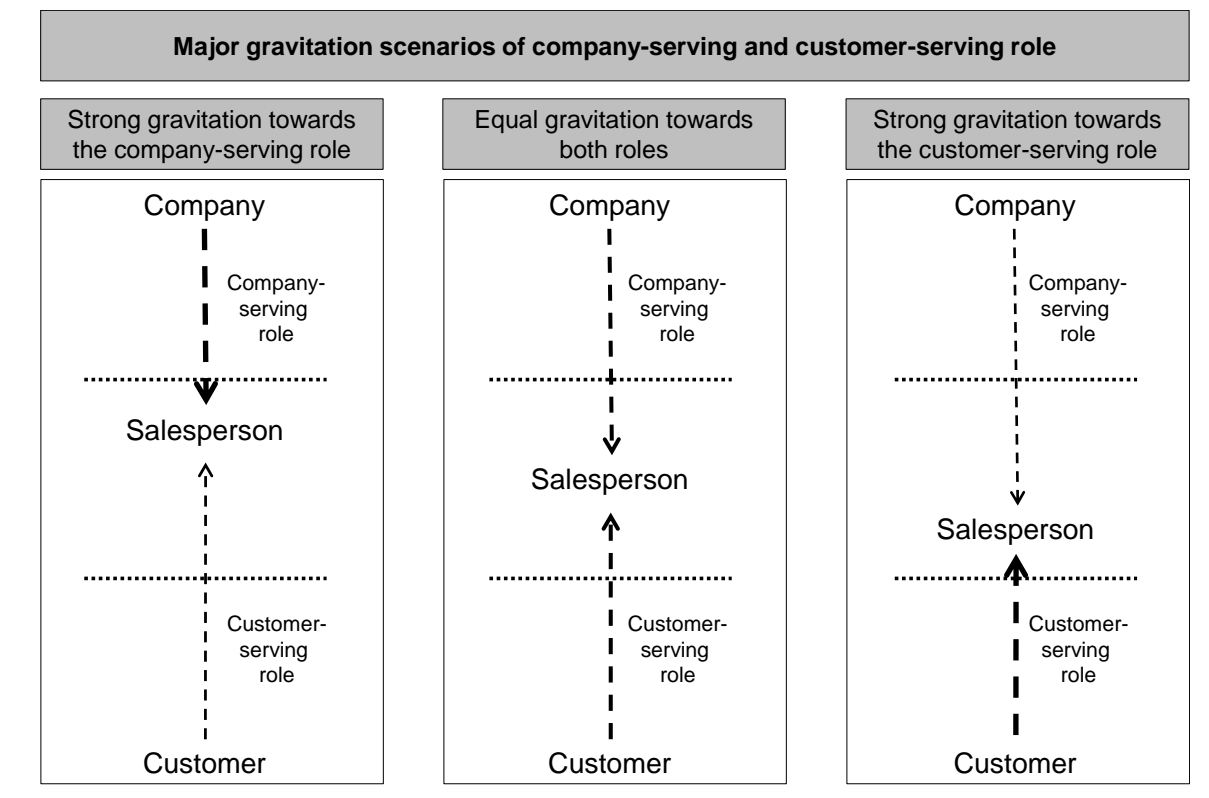 Major gravitation scenarios of company-serving and customer-serving role
Strong gravitation towards
the company-serving role
Company
Company-
serving
role
Salesperson
Customer-
serving
role
Customer
Equal gravitation towards
both roles
Company
Company-
serving
role
Salesperson
Customer-
serving
role
Customer
Strong gravitation towards
the customer-serving role
Company
Company-
serving
role
Salesperson
Customer-
serving
role
Customer